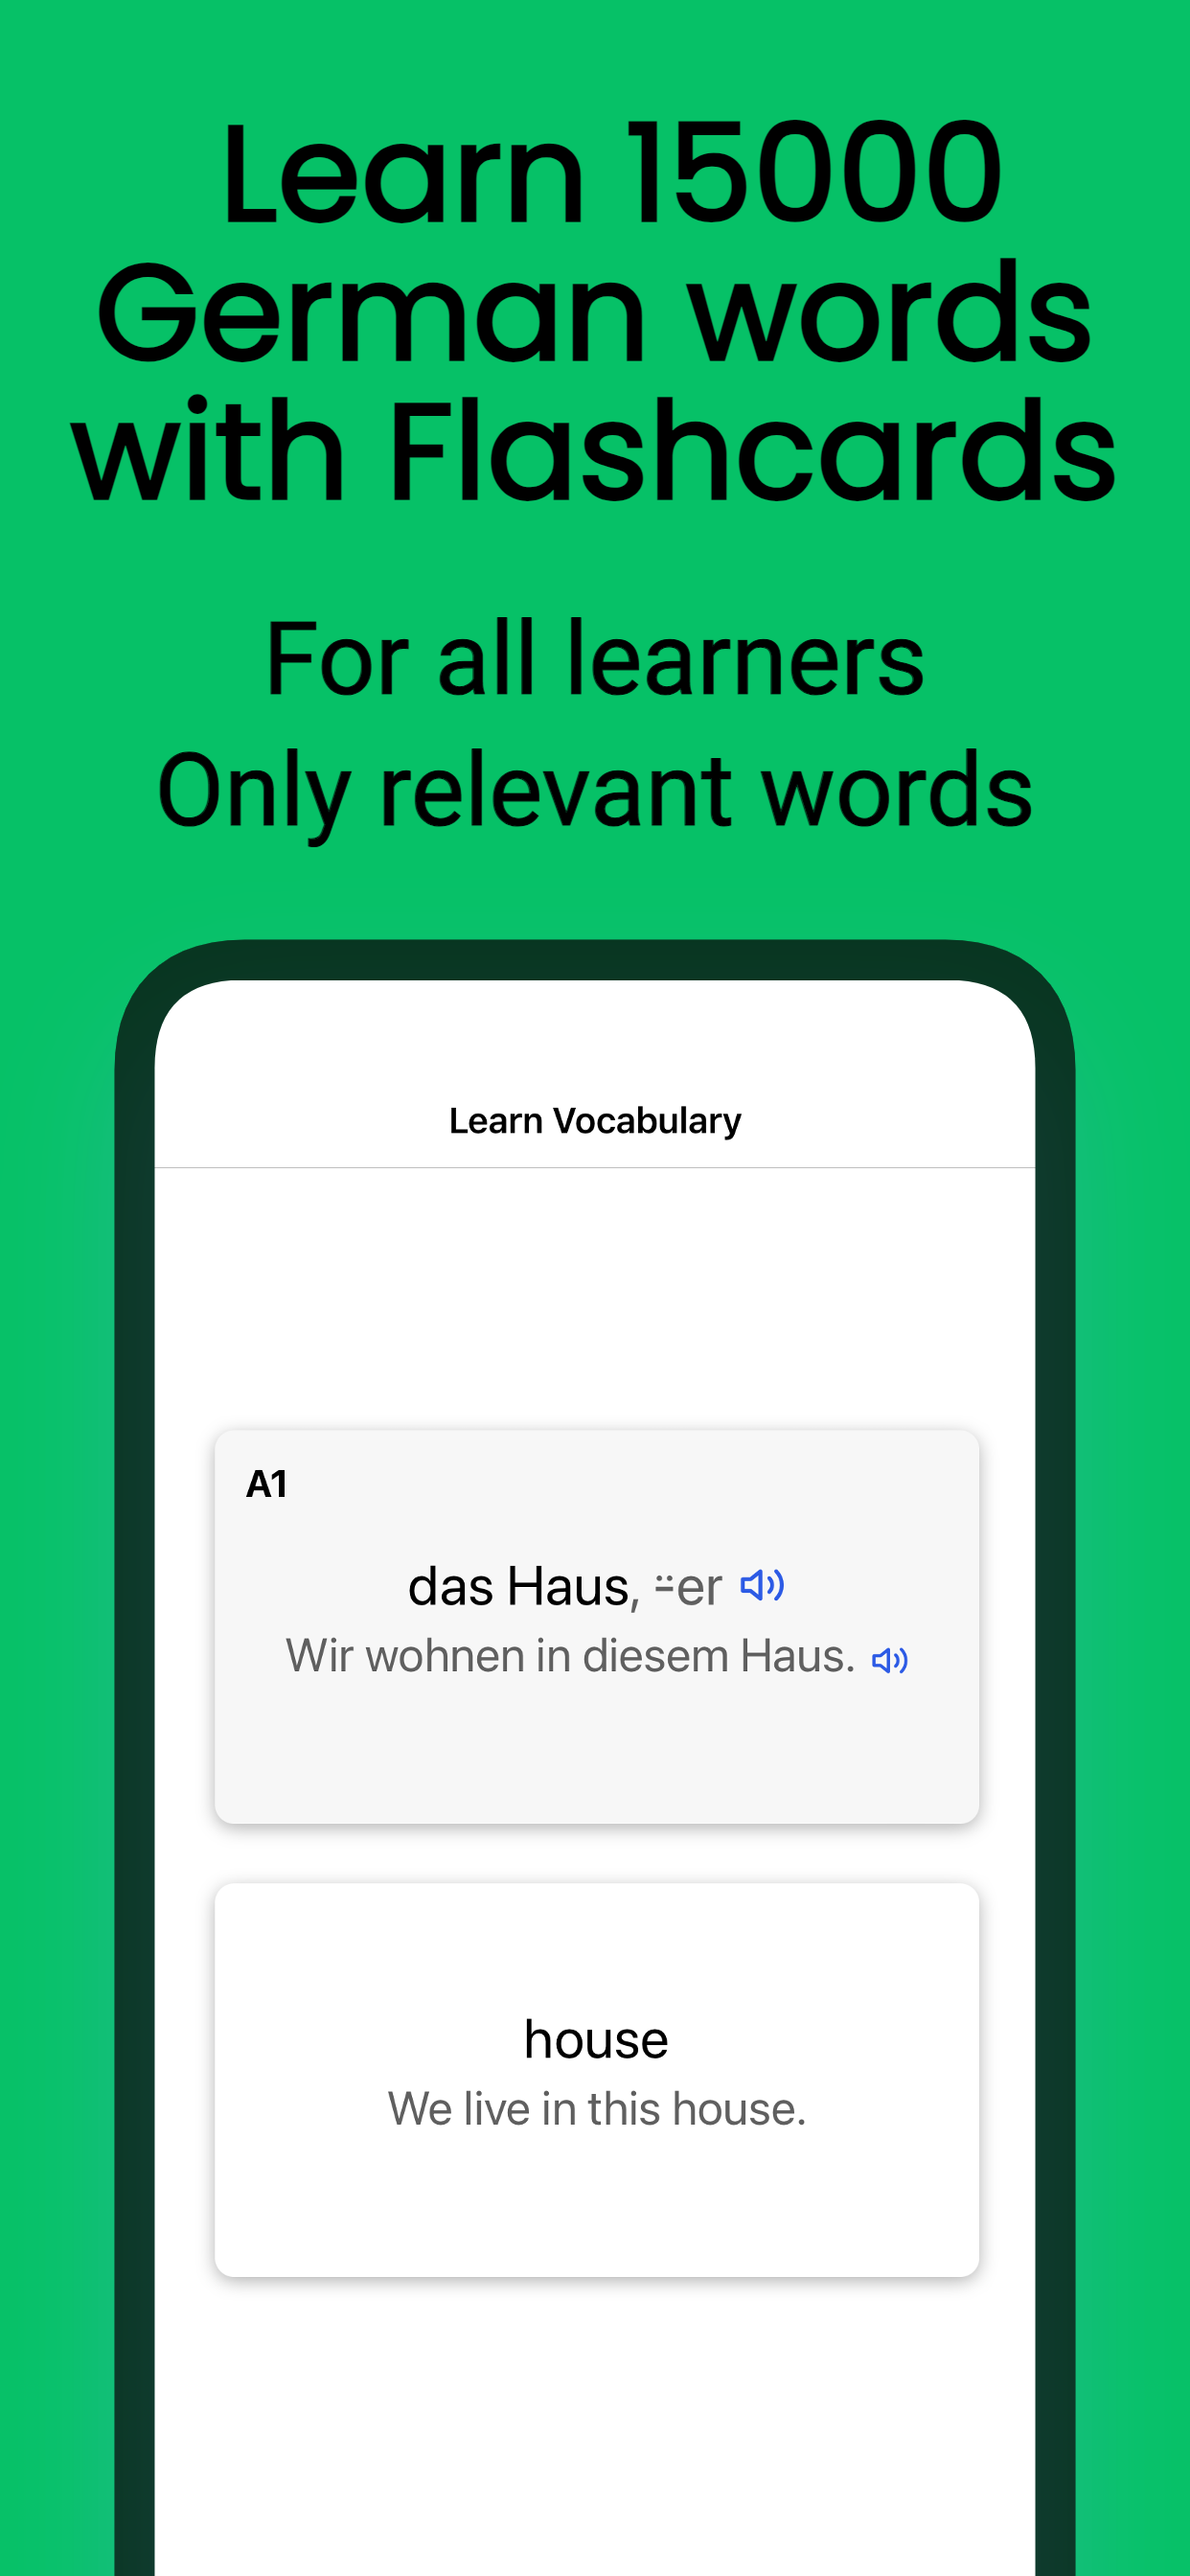 Learn 15000
German words
with Flashcards
For all learners
Only relevant words
Learn Vocabulary
A1
das Haus, ⸚er
Wir wohnen in diesem Haus.
house
We live in this house.